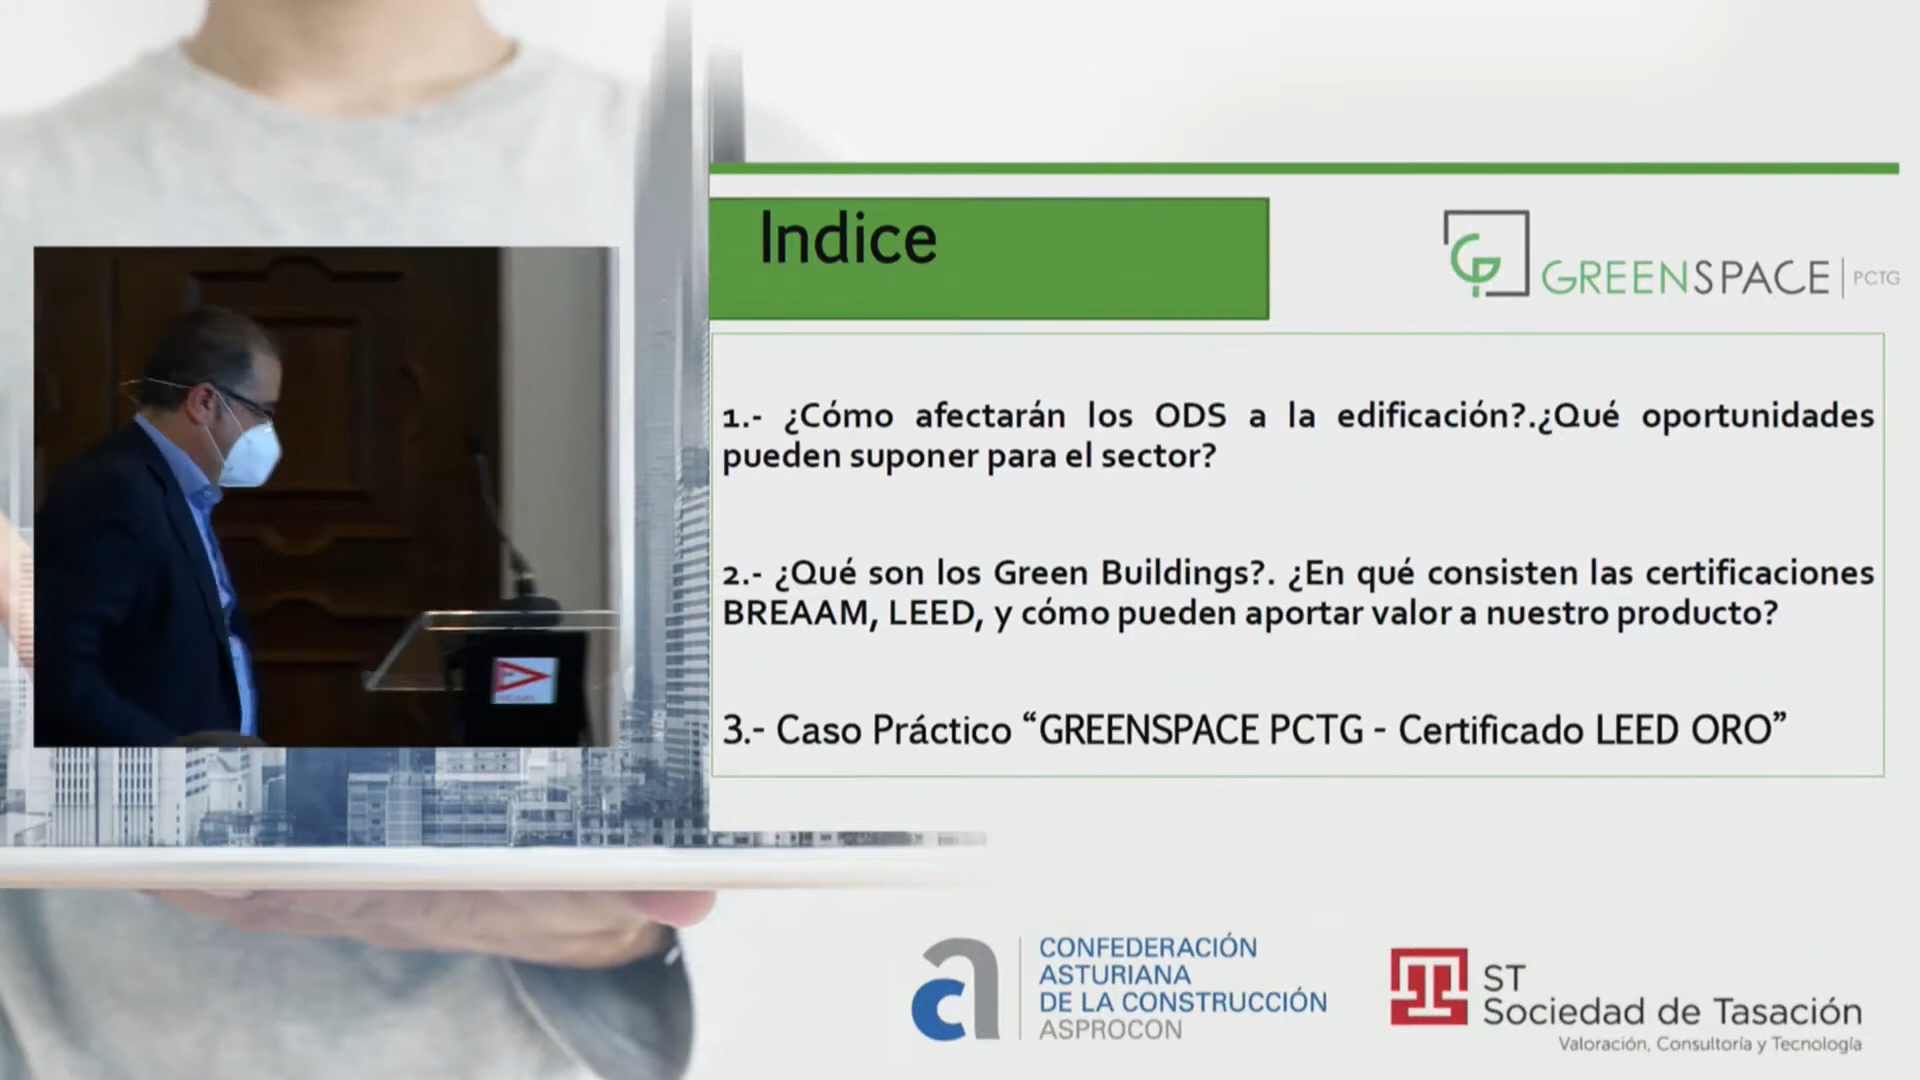 Indice
GREENSPACE | PCTG
1.- ¿Cómo afectarán los ODS a la edificación?.¿Qué oportunidades
pueden suponer para el sector?
2.- ¿Qué son los Green Buildings?. ¿En qué consisten las certificaciones
BREAAM, LEED, y cómo pueden aportar valor a nuestro producto?
3.- Caso Práctico “GREENSPACE PCTG - Certificado LEED ORO”
CONFEDERACIÓN
ASTURIANA
DE LA CONSTRUCCIÓN
ASPROCON
ST
Sociedad de Tasación
Valoración, Consultoría y Tecnología